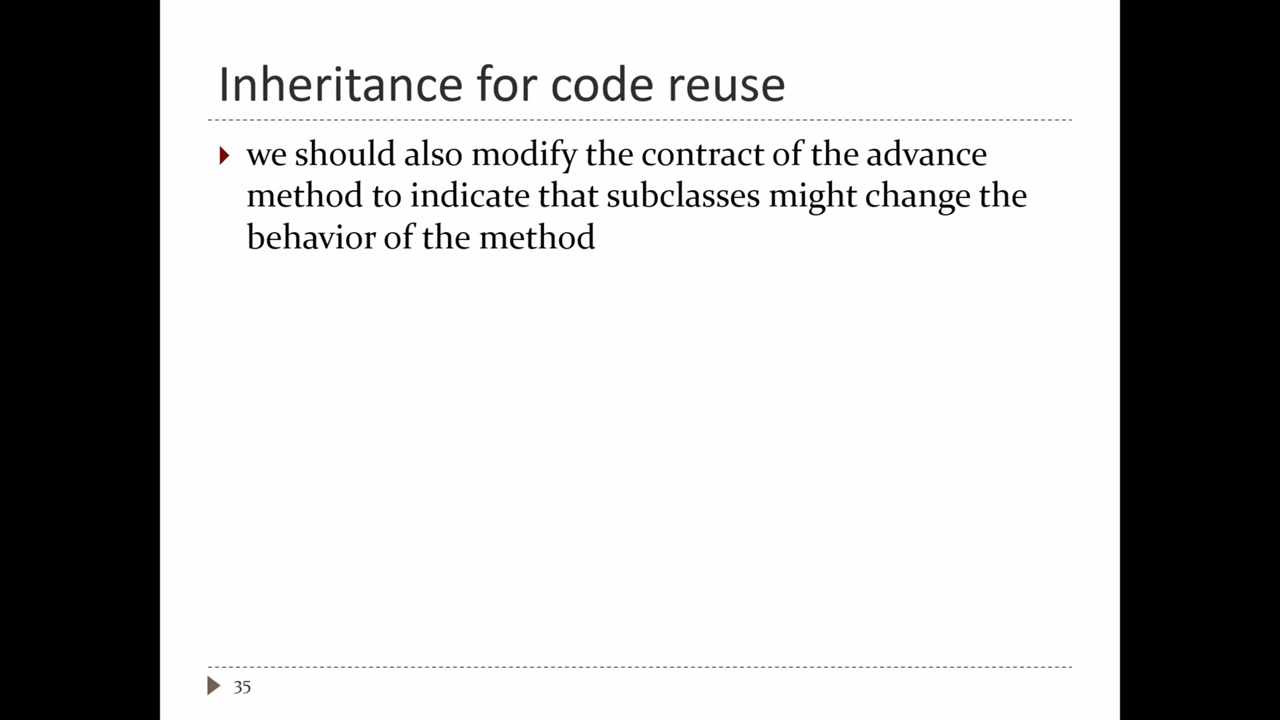 Inheritance for code reuse
we should also modify the contract of the advance
method to indicate that subclasses might change the
behavior of the method
35